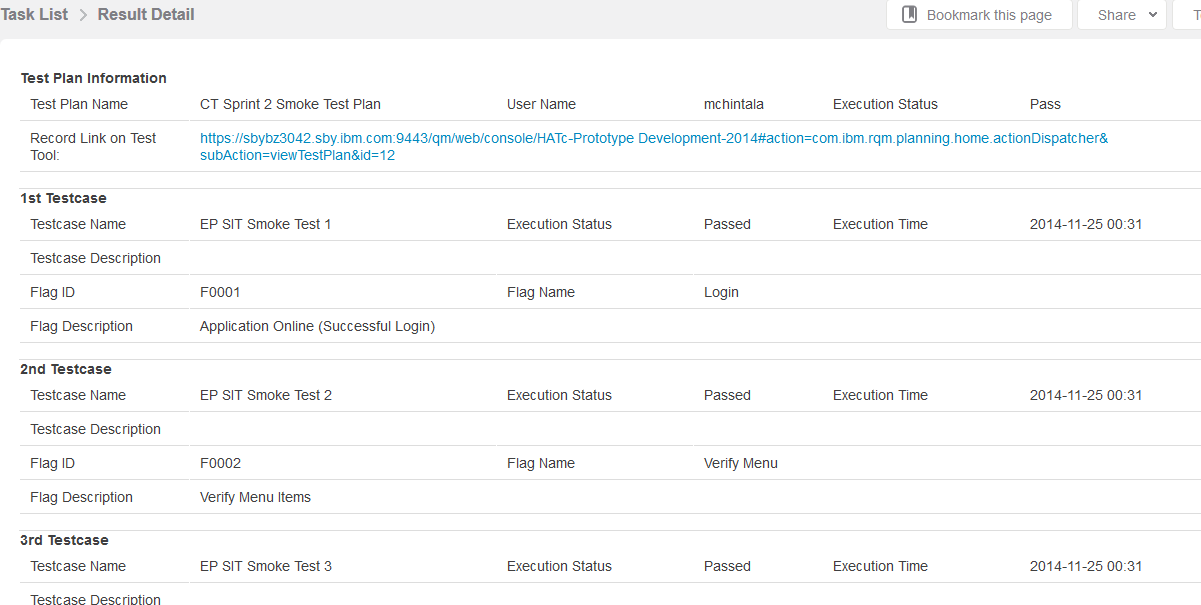 Task List > Result Detail Bookmark this page Share
Test Plan Information
Test Plan Name CT Sprint 2 Smoke Test Plan User Name mchintala Execution Status Pass
Record Link on Test https://sbybz3042.sby.ibm.com:9443/qm/web/console/HATc-Prototype Development-2014#action=com.ibm.rqm.planning.home.actionDispatcher&
Tool: subAction=viewTestPlan&id=12
1st Testcase
Testcase Name EP SIT Smoke Test 1 Execution Status Passed Execution Time 2014-11-25 00:31
Testcase Description
Flag ID F0001 Flag Name Login
Flag Description Application Online (Successful Login)
2nd Testcase
Testcase Name EP SIT Smoke Test 2 Execution Status Passed Execution Time 2014-11-25 00:31
Testcase Description
Flag ID F0002 Flag Name Verify Menu
Flag Description Verify Menu Items
3rd Testcase
Testcase Name EP SIT Smoke Test 3 Execution Status Passed Execution Time 2014-11-25 00:31
Testcase Description